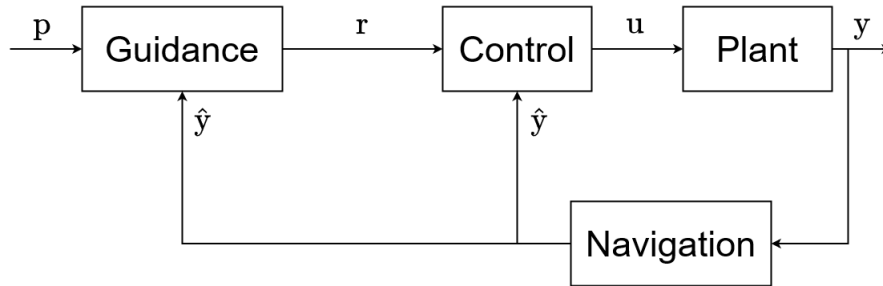 p
Guidance
r
Control
u
Plant
y
ŷ
ŷ
Navigation